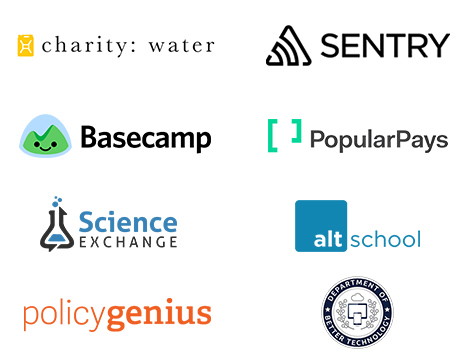 charity: water
SENTRY
Basecamp
PopularPays
Science
EXCHANGE
alt school
policygenius
DEPARTMENT OF
BETTER TECHNOLOGY